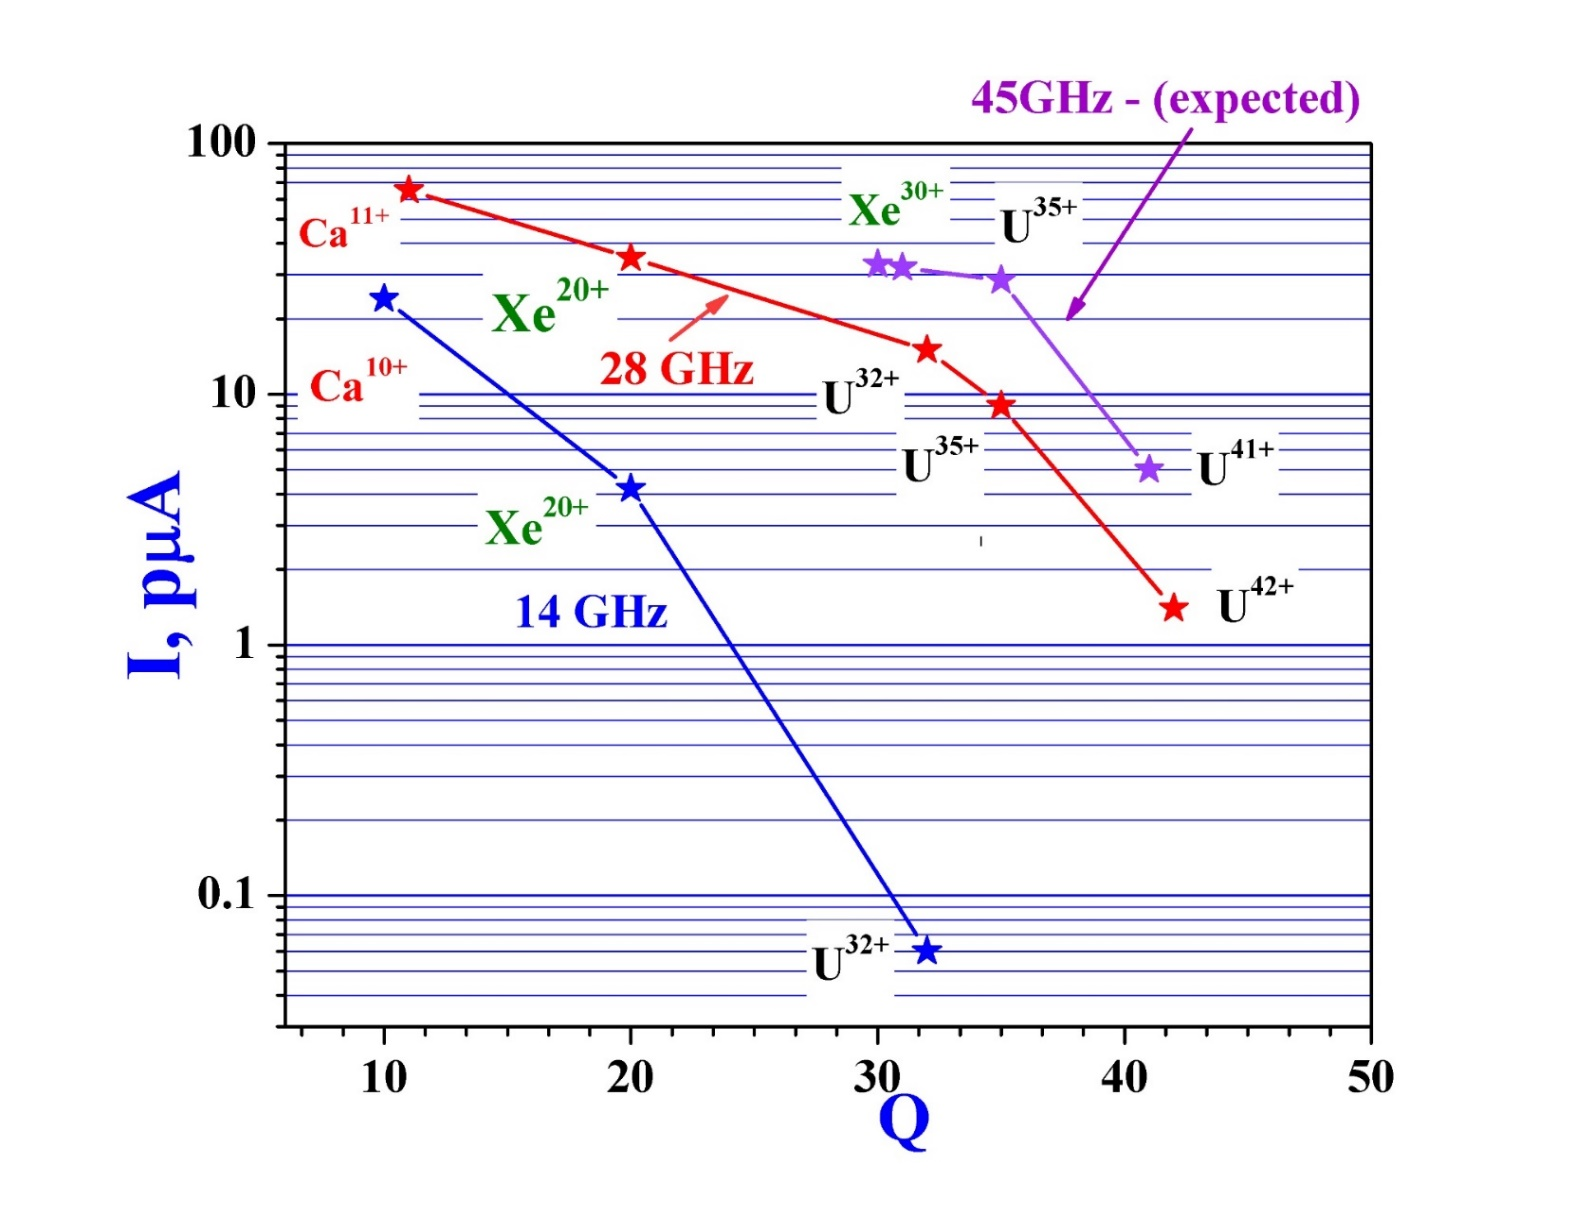 45GHz - (expected)
100
Xe³⁰⁺
U³⁵⁺
Ca¹¹⁺
Xe²⁰⁺
28 GHz
Ca¹⁰⁺
U³²⁺
10
U³⁵⁺
U⁴¹⁺
Xe²⁰⁺
I, pμA
14 GHz
U⁴²⁺
1
0.1
U³²⁺
10 20 30 40 50
Q